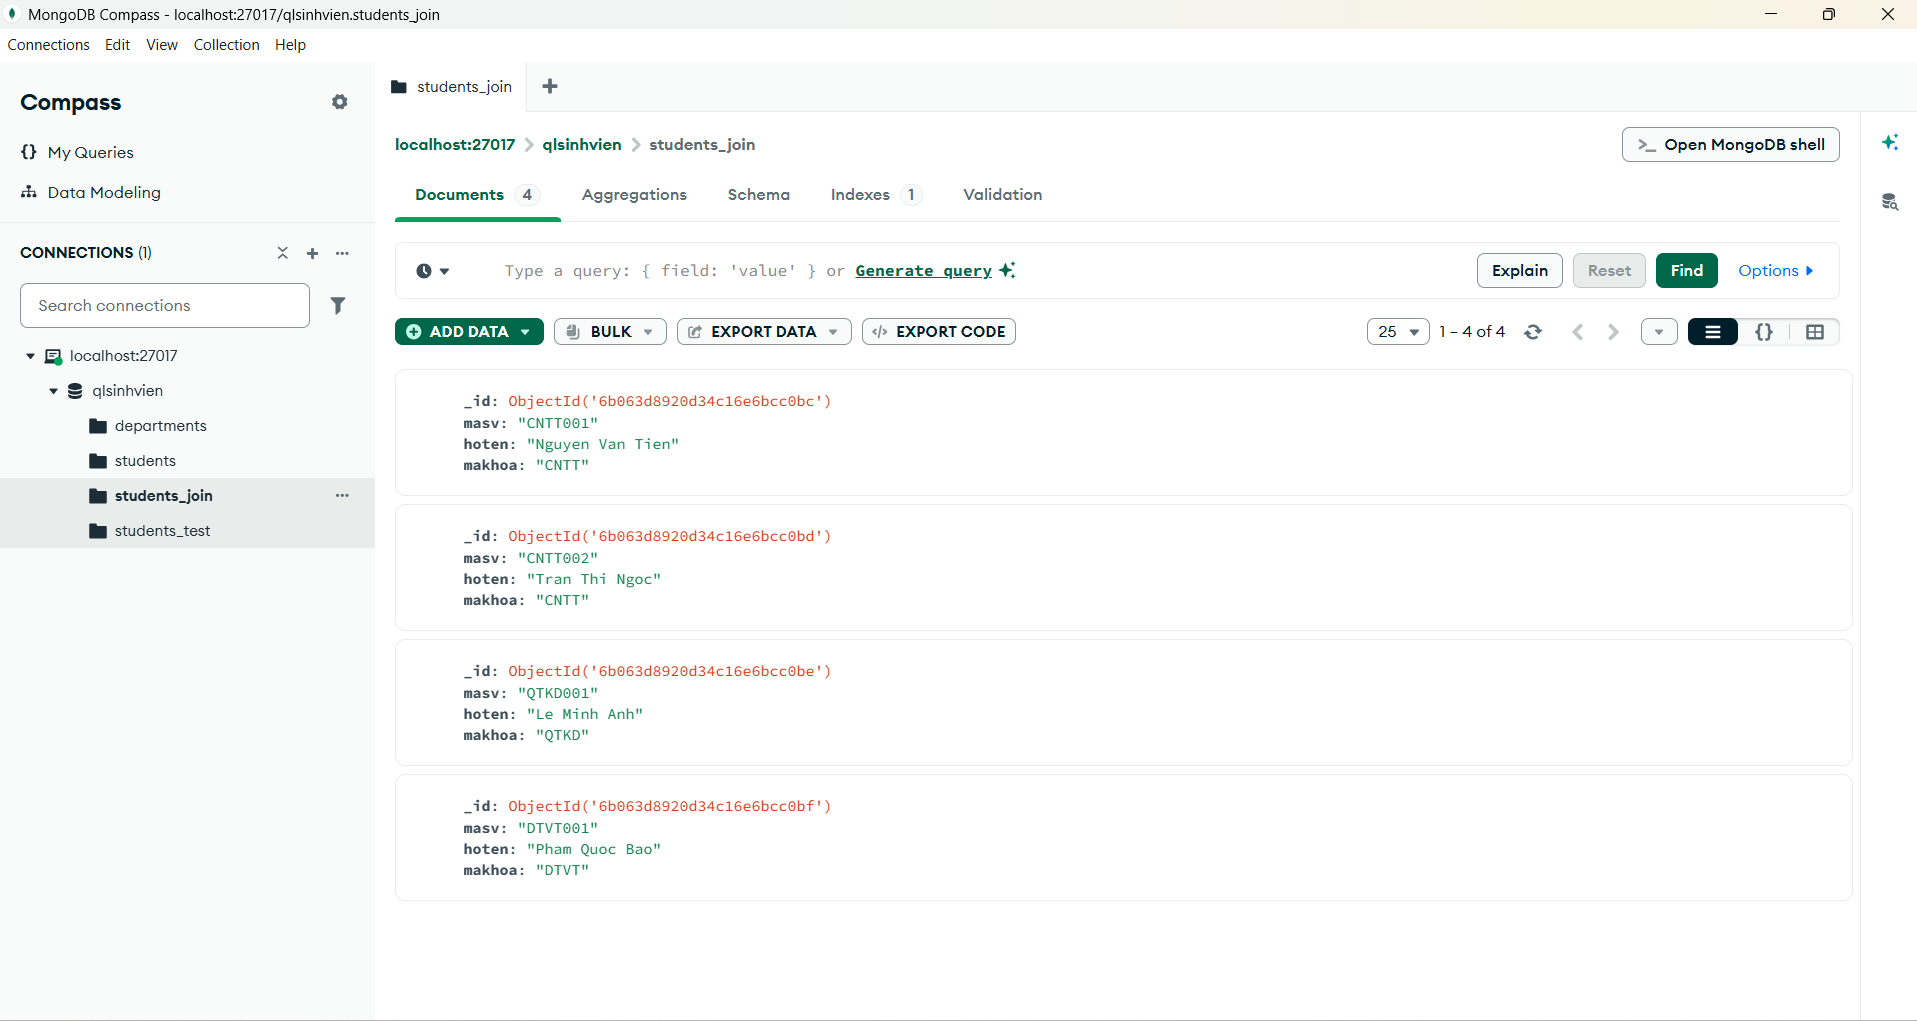 MongoDB Compass - localhost:27017/qlsinhvien.students_join
Connections Edit View Collection Help
Compass
My Queries
Data Modeling
CONNECTIONS (1)
Search connections
localhost:27017
qlsinhvien
departments
students
students_join
students_test
students_join
localhost:27017 > qlsinhvien > students_join
>_ Open MongoDB shell
Documents 4 Aggregations Schema Indexes 1 Validation
Type a query: { field: 'value' } or Generate query
Explain Reset Find Options
ADD DATA BULK EXPORT DATA </> EXPORT CODE
25 1 – 4 of 4 {}
_id: ObjectId('6b063d8920d34c16e6bcc0bc')
masv: "CNTT001"
hoten: "Nguyen Van Tien"
makhoa: "CNTT"
_id: ObjectId('6b063d8920d34c16e6bcc0bd')
masv: "CNTT002"
hoten: "Tran Thi Ngoc"
makhoa: "CNTT"
_id: ObjectId('6b063d8920d34c16e6bcc0be')
masv: "QTKD001"
hoten: "Le Minh Anh"
makhoa: "QTKD"
_id: ObjectId('6b063d8920d34c16e6bcc0bf')
masv: "DTVT001"
hoten: "Pham Quoc Bao"
makhoa: "DTVT"